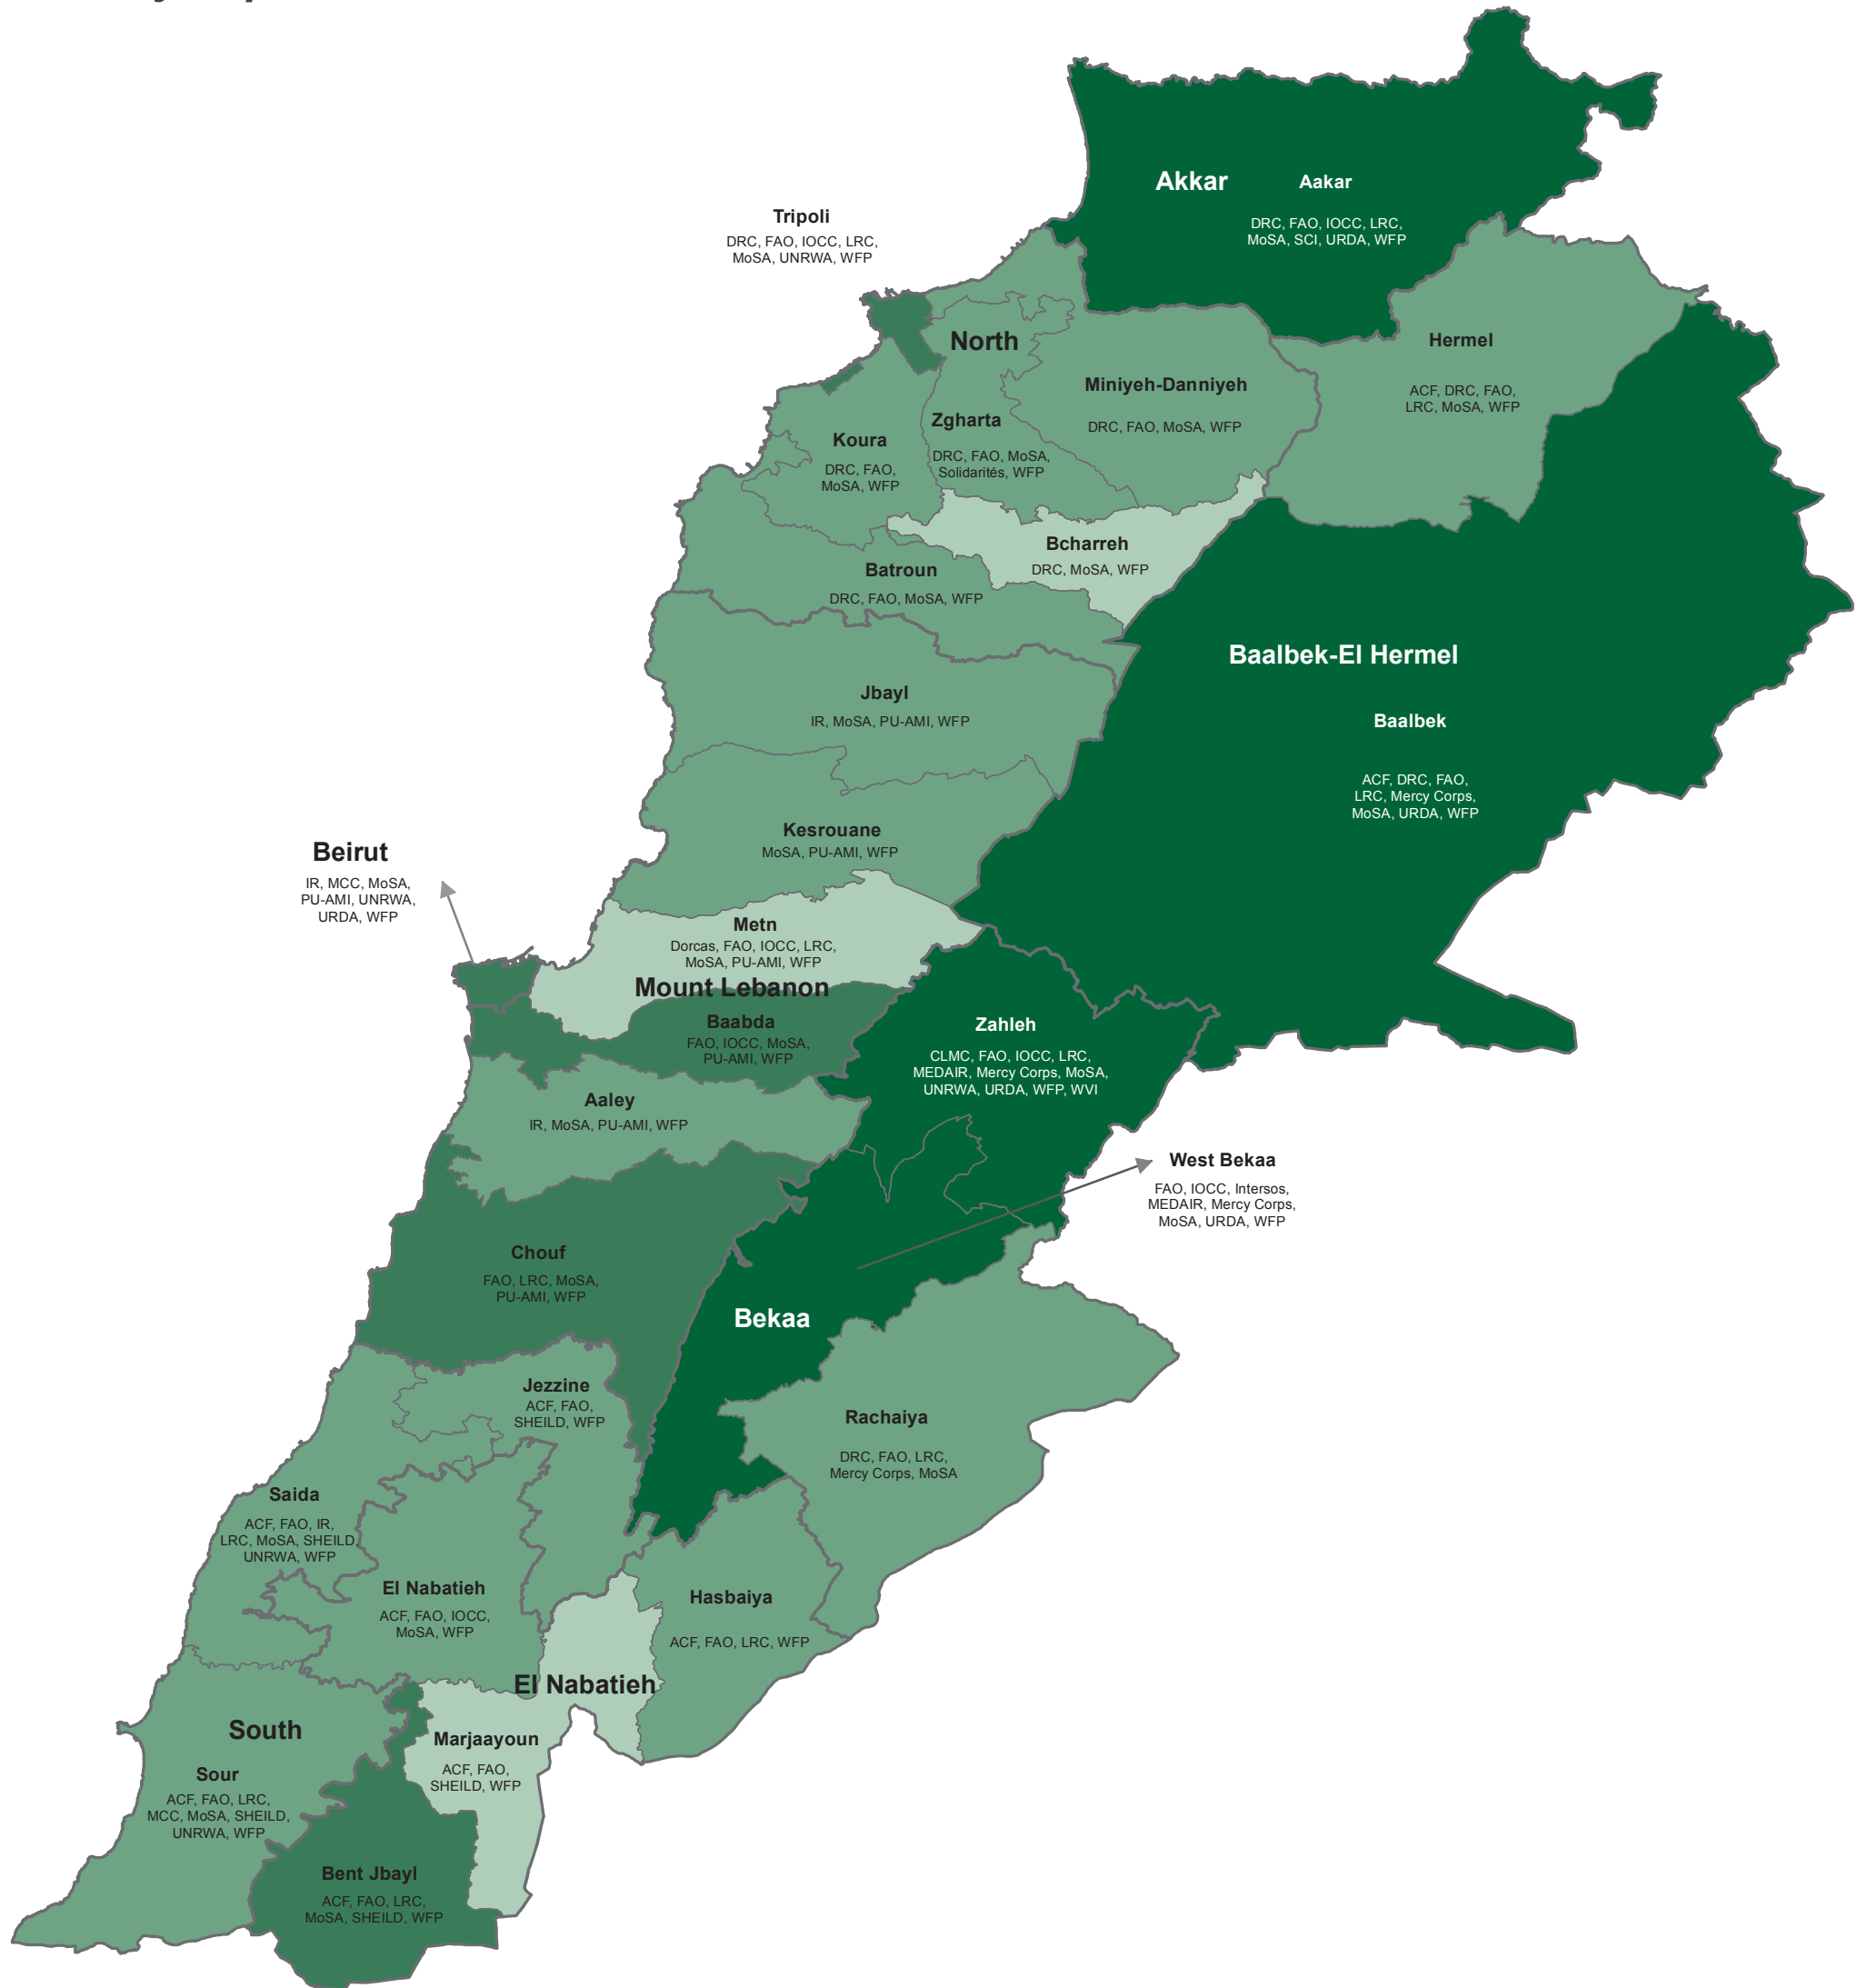 Akkar
Aakar
DRC, FAO, IOCC, LRC,
MoSA, SCI, URDA, WFP
Tripoli
DRC, FAO, IOCC, LRC,
MoSA, UNRWA, WFP
North
Hermel
ACF, DRC, FAO,
LRC, MoSA, WFP
Miniyeh-Danniyeh
DRC, FAO, MoSA, WFP
Zgharta
DRC, FAO, MoSA,
Solidarités, WFP
Koura
DRC, FAO,
MoSA, WFP
Bcharreh
DRC, MoSA, WFP
Batroun
DRC, FAO, MoSA, WFP
Baalbek-El Hermel
Baalbek
ACF, DRC, FAO,
LRC, Mercy Corps,
MoSA, URDA, WFP
Jbayl
IR, MoSA, PU-AMI, WFP
Kesrouane
MoSA, PU-AMI, WFP
Beirut
IR, MCC, MoSA,
PU-AMI, UNRWA,
URDA, WFP
Metn
Dorcas, FAO, IOCC, LRC,
MoSA, PU-AMI, WFP
Mount Lebanon
Baabda
FAO, IOCC, MoSA,
PU-AMI, WFP
Zahleh
CLMC, FAO, IOCC, LRC,
MEDAIR, Mercy Corps, MoSA,
UNRWA, URDA, WFP, WVI
Aaley
IR, MoSA, PU-AMI, WFP
West Bekaa
FAO, IOCC, Intersos,
MEDAIR, Mercy Corps,
MoSA, URDA, WFP
Chouf
FAO, LRC, MoSA,
PU-AMI, WFP
Bekaa
Jezzine
ACF, FAO,
SHEILD, WFP
Rachaiya
DRC, FAO, LRC,
Mercy Corps, MoSA
Saida
ACF, FAO, IR,
LRC, MoSA, SHEILD,
UNRWA, WFP
El Nabatieh
ACF, FAO, IOCC,
MoSA, WFP
Hasbaiya
ACF, FAO, LRC, WFP
El Nabatieh
South
Marjaayoun
ACF, FAO,
SHEILD, WFP
Sour
ACF, FAO, LRC,
MCC, MoSA, SHEILD,
UNRWA, WFP
Bent Jbayl
ACF, FAO, LRC,
MoSA, SHEILD, WFP